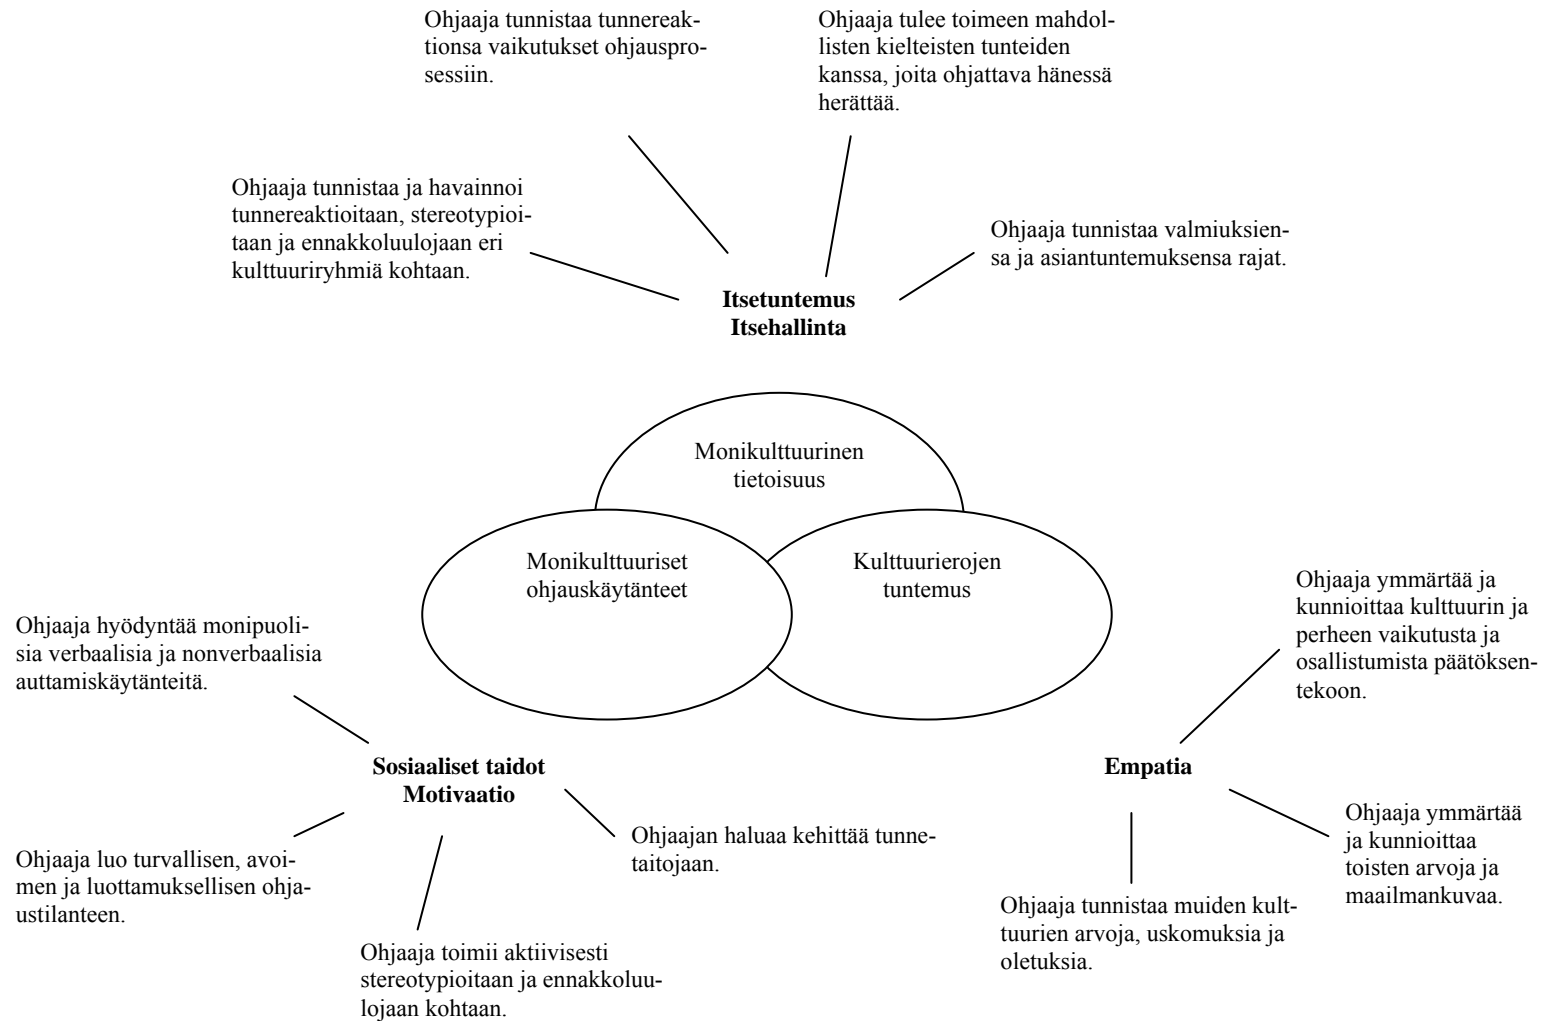 Ohjaaja tunnistaa tunnereak-
tionsa vaikutukset ohjauspro-
sessiin.
Ohjaaja tulee toimeen mahdol-
listen kielteisten tunteiden
kanssa, joita ohjattava hänessä
herättää.
Ohjaaja tunnistaa ja havainnoi
tunnereaktioitaan, stereotypioi-
taan ja ennakkoluulojaan eri
kulttuuriryhmiä kohtaan.
Ohjaaja tunnistaa valmiuksien-
sa ja asiantuntemuksensa rajat.
Itsetuntemus
Itsehallinta
Monikulttuurinen
tietoisuus
Monikulttuuriset
ohjauskäytänteet
Kulttuurierojen
tuntemus
Ohjaaja hyödyntää monipuoli-
sia verbaalisia ja nonverbaalisia
auttamiskäytänteitä.
Ohjaaja ymmärtää ja
kunnioittaa kulttuurin ja
perheen vaikutusta ja
osallistumista päätöksen-
tekoon.
Sosiaaliset taidot
Motivaatio
Empatia
Ohjaaja luo turvallisen, avoi-
men ja luottamuksellisen ohja-
ustilanteen.
Ohjaajan haluaa kehittää tunne-
taitojaan.
Ohjaaja ymmärtää
ja kunnioittaa
toisten arvoja ja
maailmankuvaa.
Ohjaaja toimii aktiivisesti
stereotypioitaan ja ennakkoluu-
lojaan kohtaan.
Ohjaaja tunnistaa muiden kult-
tuurien arvoja, uskomuksia ja
oletuksia.